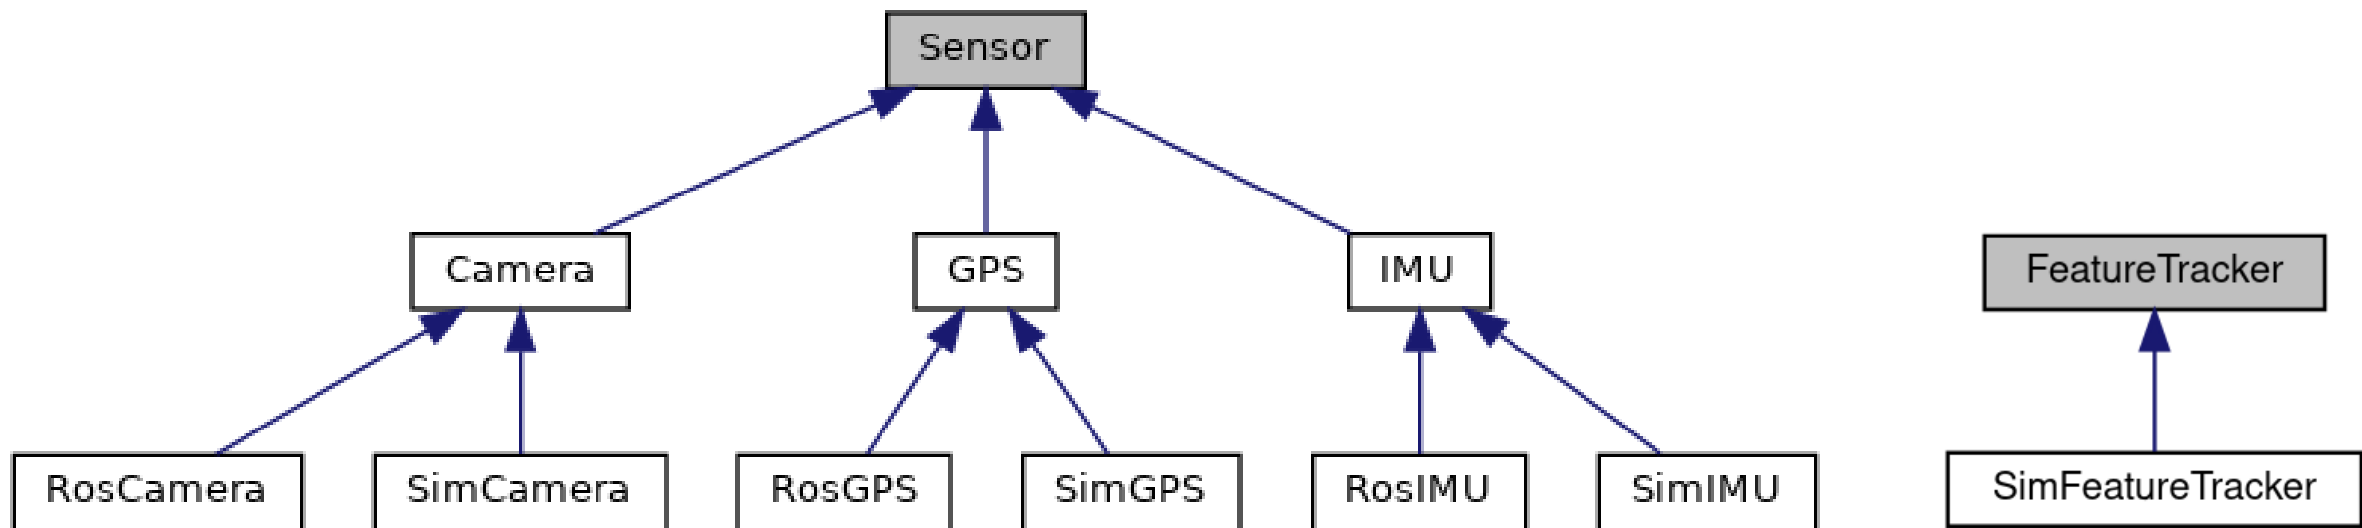 Sensor
Camera
GPS
IMU
FeatureTracker
RosCamera
SimCamera
RosGPS
SimGPS
RosIMU
SimIMU
SimFeatureTracker